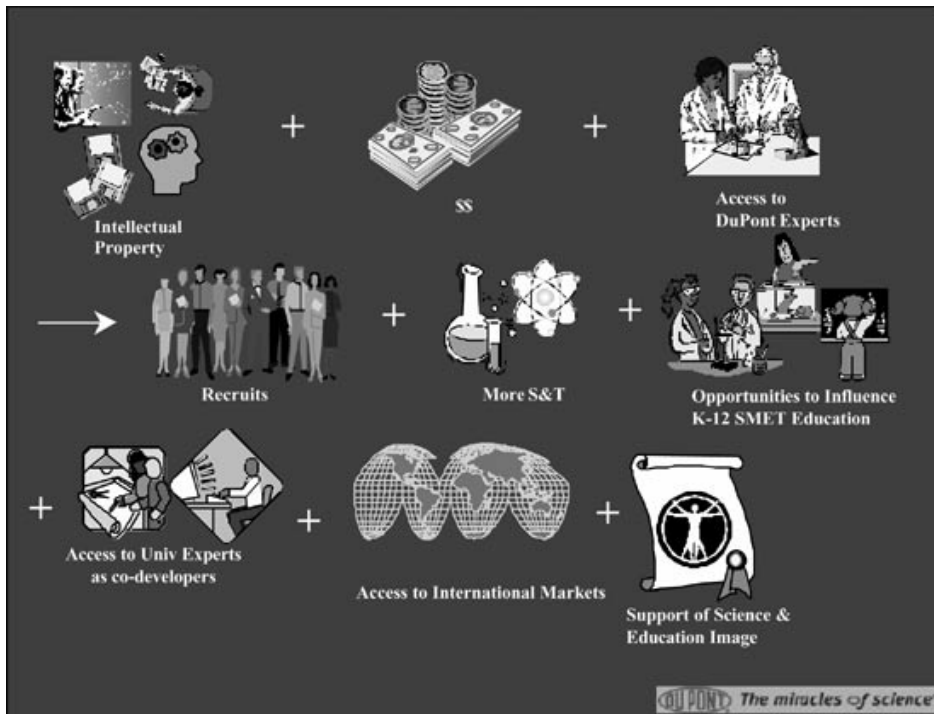 +
+
$$
Access to
DuPont Experts
Intellectual
Property
+
+
Recruits
More S&T
Opportunities to Influence
K-12 SMET Education
+
+
+
Access to Univ Experts
as co-developers
Access to International Markets
Support of Science &
Education Image
DUPONT The miracles of science